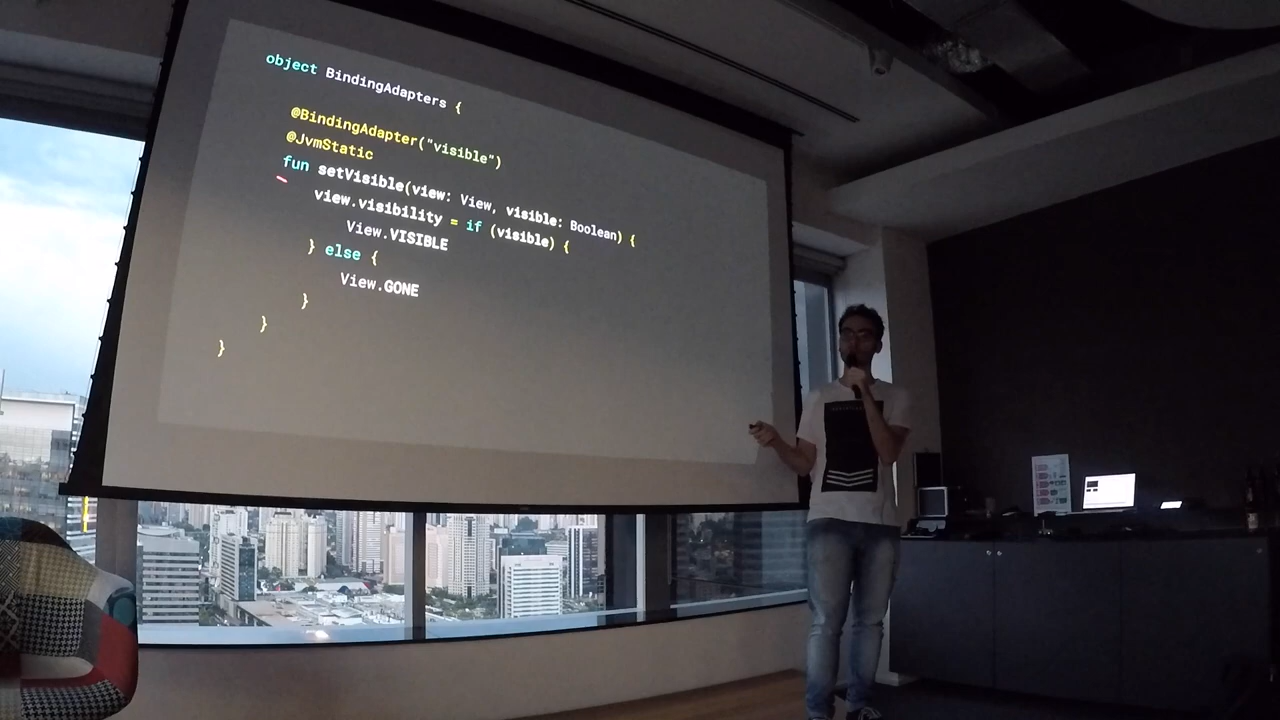 object BindingAdapters {
@BindingAdapter("visible")
@JvmStatic
fun setVisible(view: View, visible: Boolean) {
view.visibility = if (visible) {
View.VISIBLE
} else {
View.GONE
}
}
}